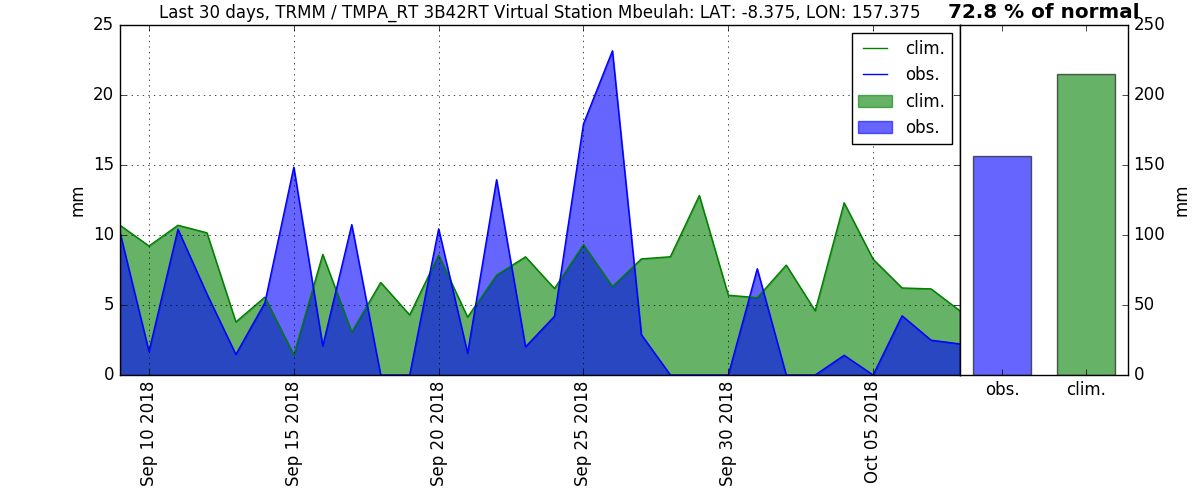 Last 30 days, TRMM / TMPA_RT 3B42RT Virtual Station Mbeulah: LAT: -8.375, LON: 157.375
72.8 % of normal
25
20
15
10
5
0
mm
clim.
obs.
clim.
obs.
250
200
150
100
50
0
mm
Sep 10 2018
Sep 15 2018
Sep 20 2018
Sep 25 2018
Sep 30 2018
Oct 05 2018
obs.
clim.